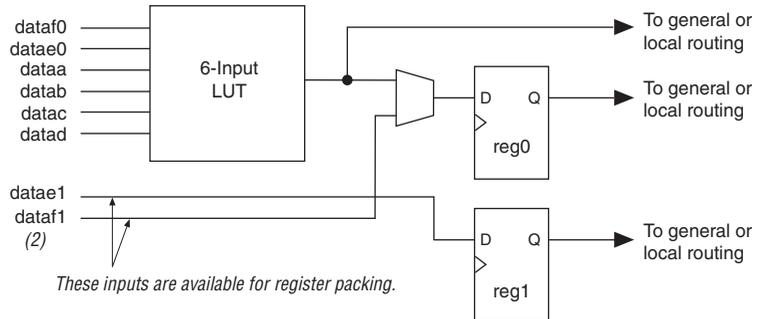 dataf0
datae0
dataa
datab
datac
datad
6-Input
LUT
To general or
local routing
D Q
reg0
To general or
local routing
datae1
dataf1
(2)
D Q
reg1
To general or
local routing
These inputs are available for register packing.